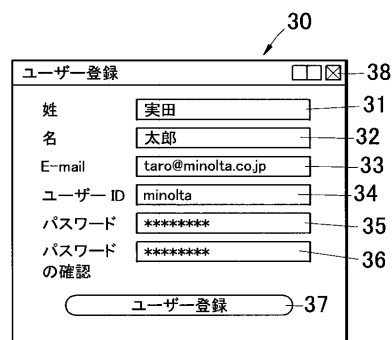 30
ユーザー登録
38
姓 実田 31
名 太郎 32
E-mail taro@minolta.co.jp 33
ユーザー ID minolta 34
パスワード ******** 35
パスワード ******** 36
の確認
ユーザー登録 37